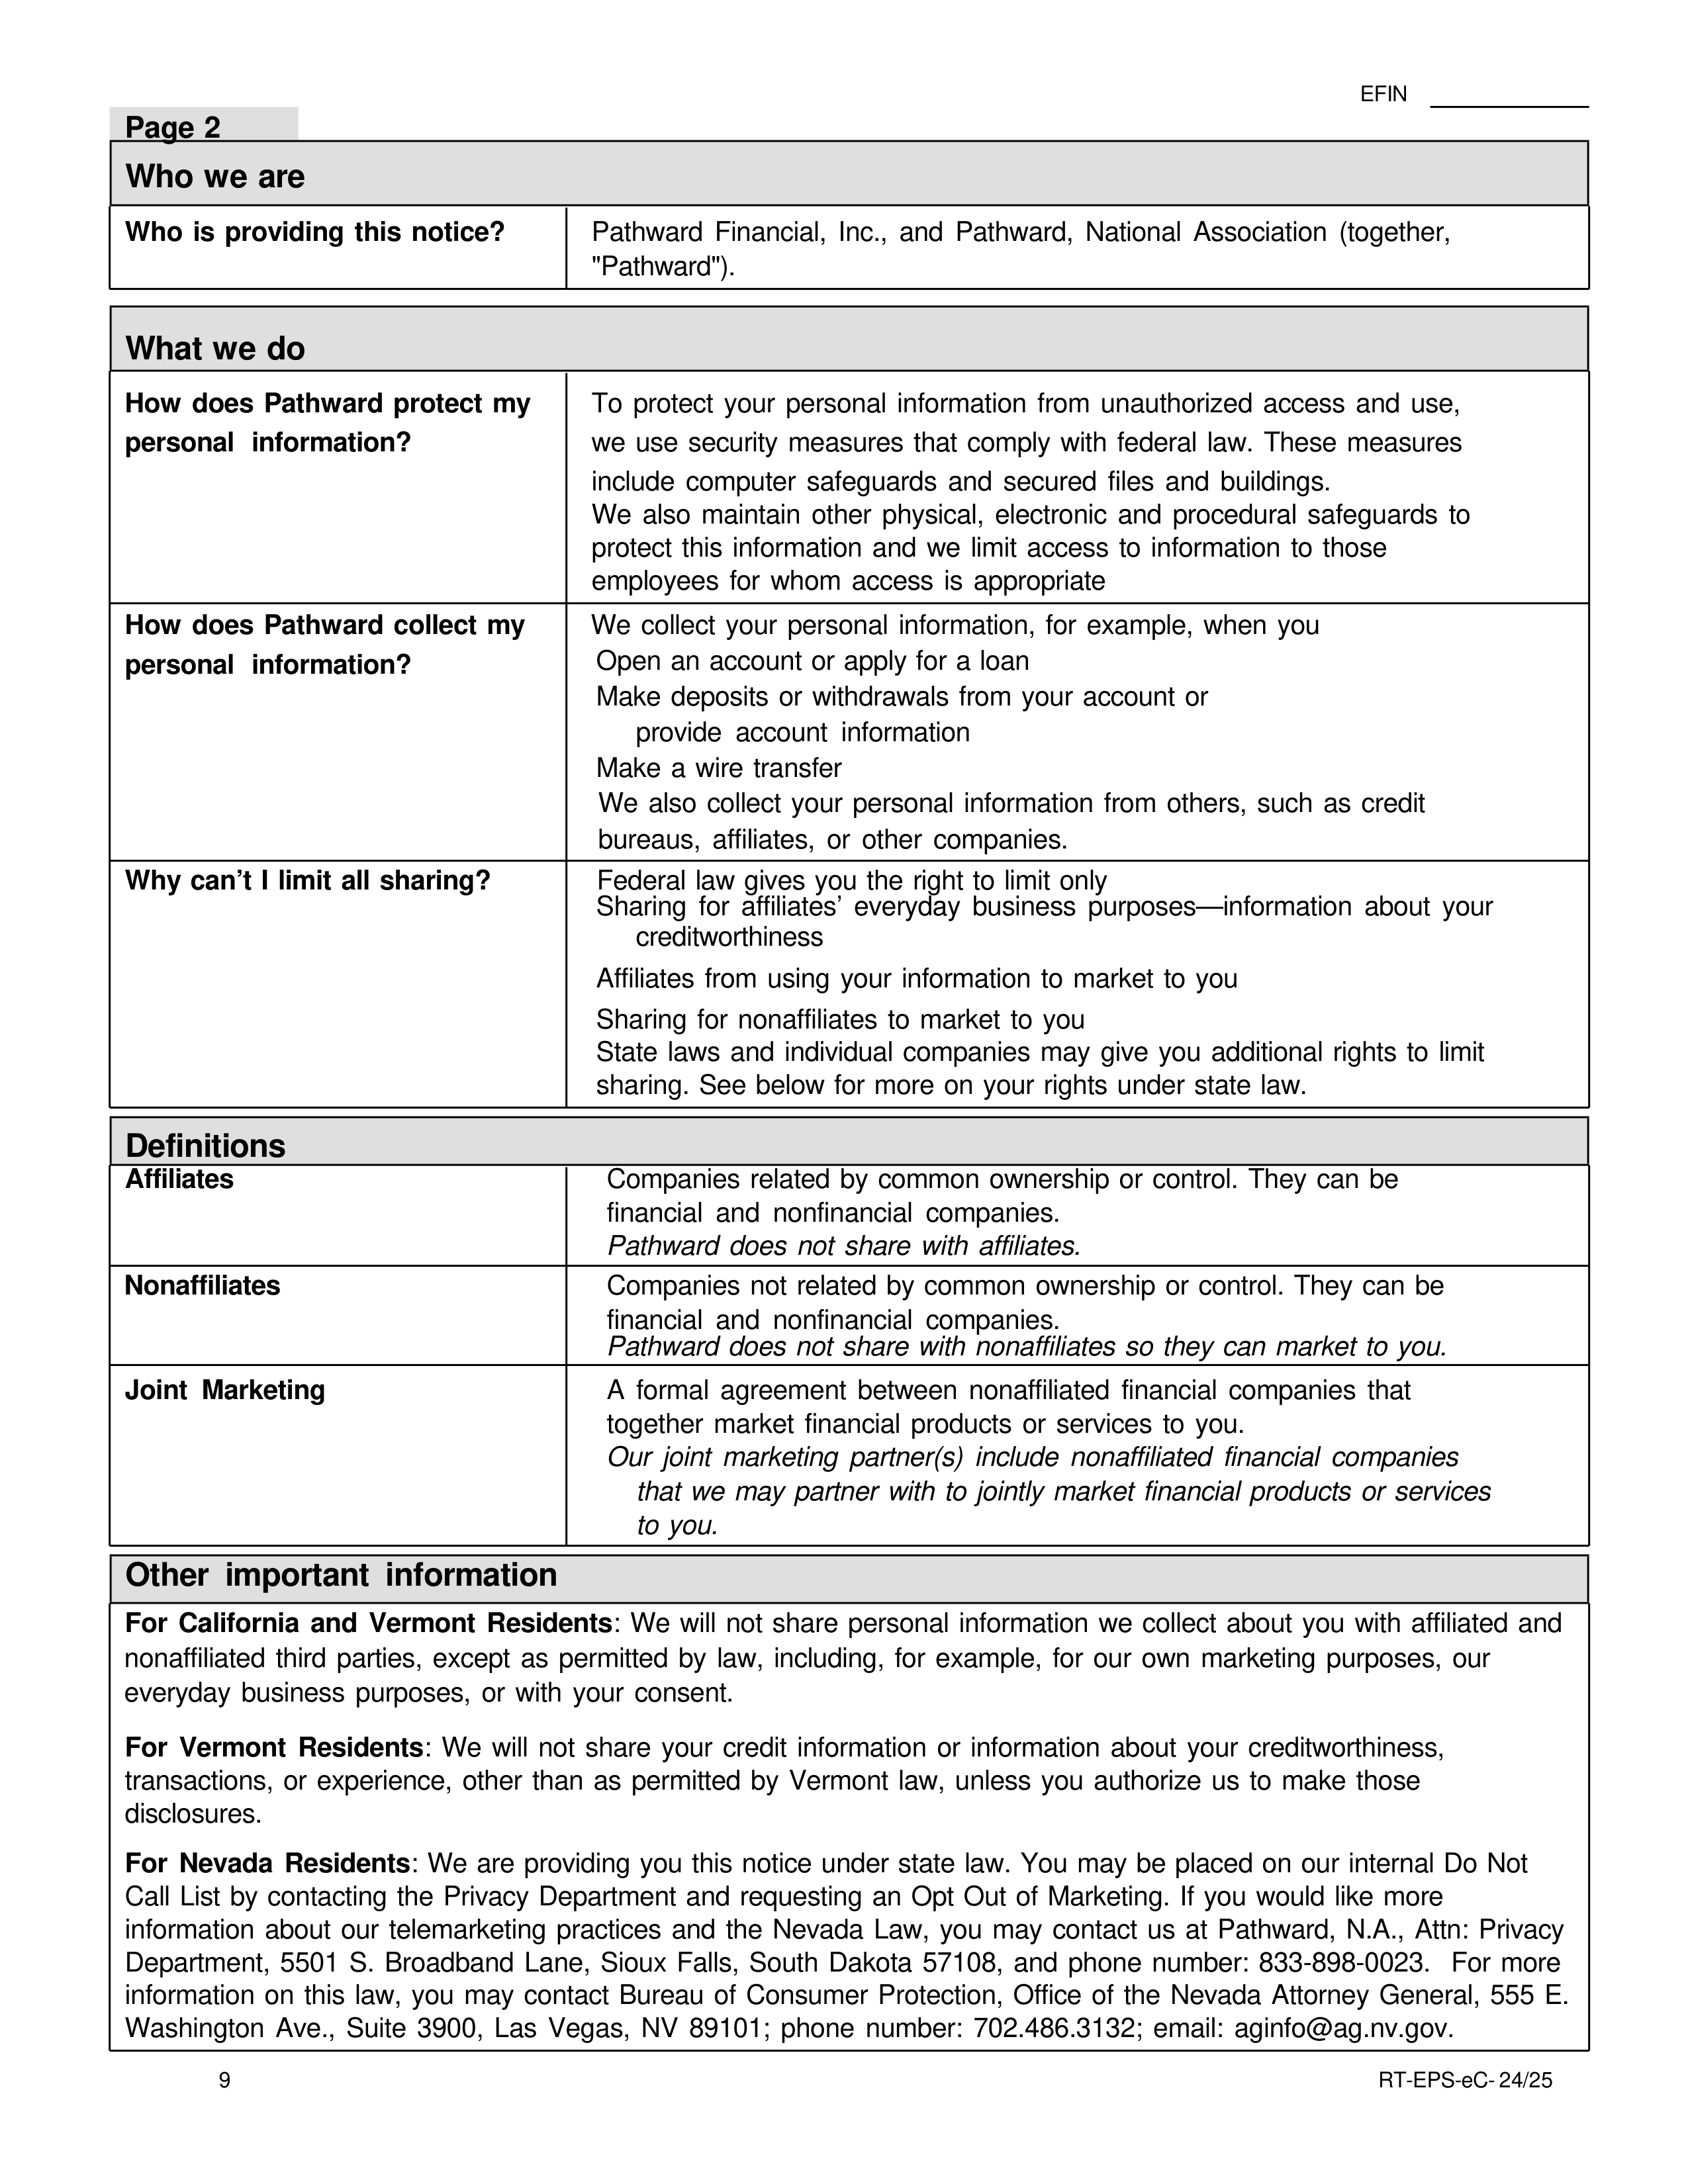 EFIN
Page 2
Who we are
Who is providing this notice?
Pathward Financial, Inc., and Pathward, National Association (together,
"Pathward").
What we do
How does Pathward protect my
personal information?
To protect your personal information from unauthorized access and use,
we use security measures that comply with federal law. These measures
include computer safeguards and secured files and buildings.
We also maintain other physical, electronic and procedural safeguards to
protect this information and we limit access to information to those
employees for whom access is appropriate
How does Pathward collect my
personal information?
We collect your personal information, for example, when you
Open an account or apply for a loan
Make deposits or withdrawals from your account or
provide account information
Make a wire transfer
We also collect your personal information from others, such as credit
bureaus, affiliates, or other companies.
Why can’t I limit all sharing?
Federal law gives you the right to limit only
Sharing for affiliates’ everyday business purposes—information about your
creditworthiness
Affiliates from using your information to market to you
Sharing for nonaffiliates to market to you
State laws and individual companies may give you additional rights to limit
sharing. See below for more on your rights under state law.
Definitions
Affiliates
Companies related by common ownership or control. They can be
financial and nonfinancial companies.
Pathward does not share with affiliates.
Nonaffiliates
Companies not related by common ownership or control. They can be
financial and nonfinancial companies.
Pathward does not share with nonaffiliates so they can market to you.
Joint Marketing
A formal agreement between nonaffiliated financial companies that
together market financial products or services to you.
Our joint marketing partner(s) include nonaffiliated financial companies
that we may partner with to jointly market financial products or services
to you.
Other important information
For California and Vermont Residents: We will not share personal information we collect about you with affiliated and
nonaffiliated third parties, except as permitted by law, including, for example, for our own marketing purposes, our
everyday business purposes, or with your consent.
For Vermont Residents: We will not share your credit information or information about your creditworthiness,
transactions, or experience, other than as permitted by Vermont law, unless you authorize us to make those
disclosures.
For Nevada Residents: We are providing you this notice under state law. You may be placed on our internal Do Not
Call List by contacting the Privacy Department and requesting an Opt Out of Marketing. If you would like more
information about our telemarketing practices and the Nevada Law, you may contact us at Pathward, N.A., Attn: Privacy
Department, 5501 S. Broadband Lane, Sioux Falls, South Dakota 57108, and phone number: 833-898-0023. For more
information on this law, you may contact Bureau of Consumer Protection, Office of the Nevada Attorney General, 555 E.
Washington Ave., Suite 3900, Las Vegas, NV 89101; phone number: 702.486.3132; email: aginfo@ag.nv.gov.
9
RT-EPS-eC- 24/25